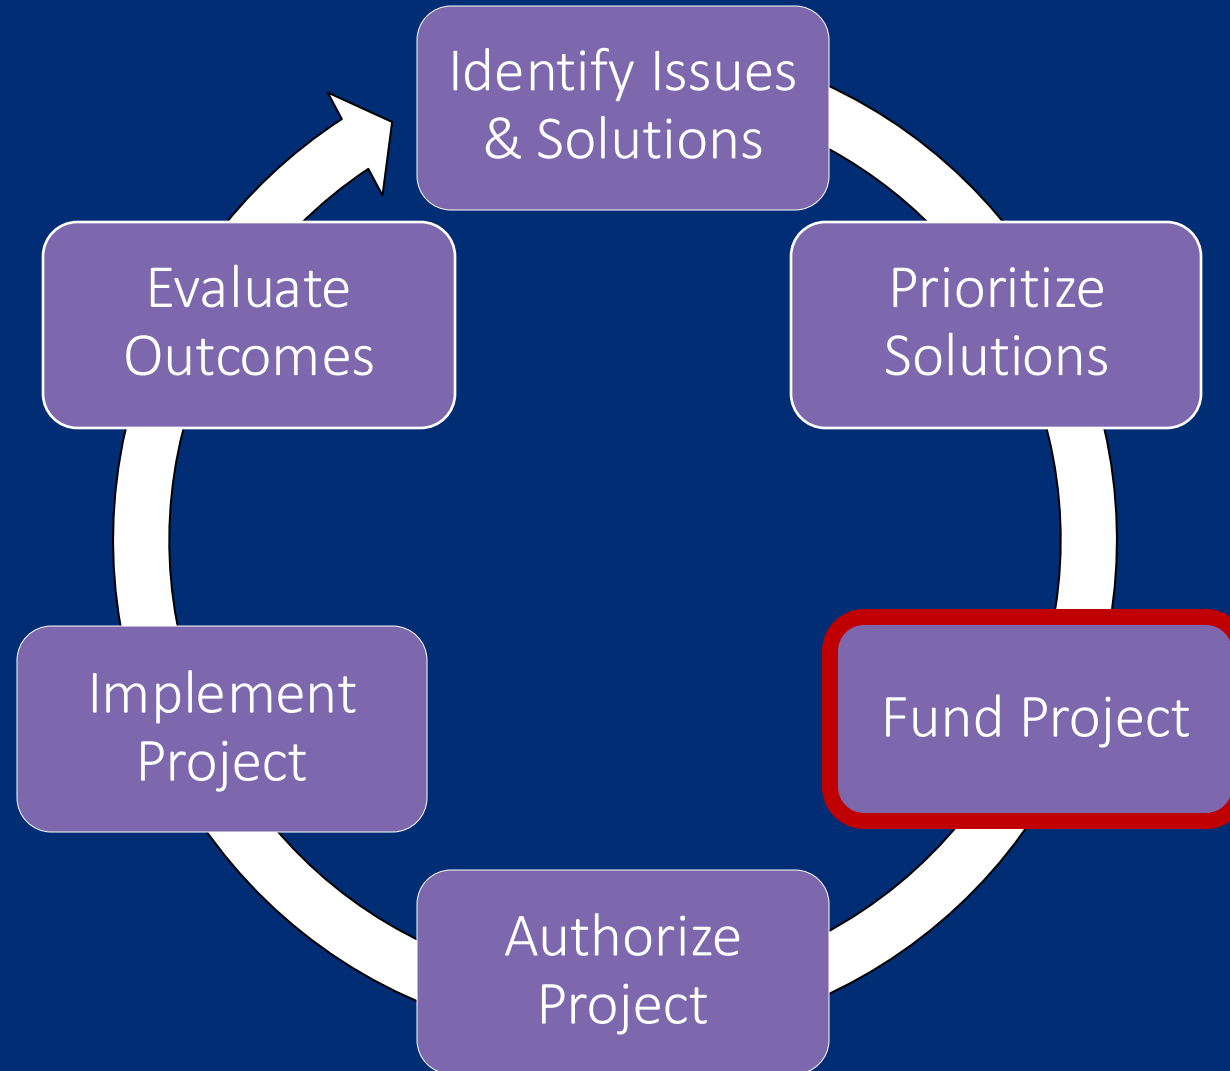 Identify Issues
& Solutions
Prioritize
Solutions
Fund Project
Authorize
Project
Implement
Project
Evaluate
Outcomes